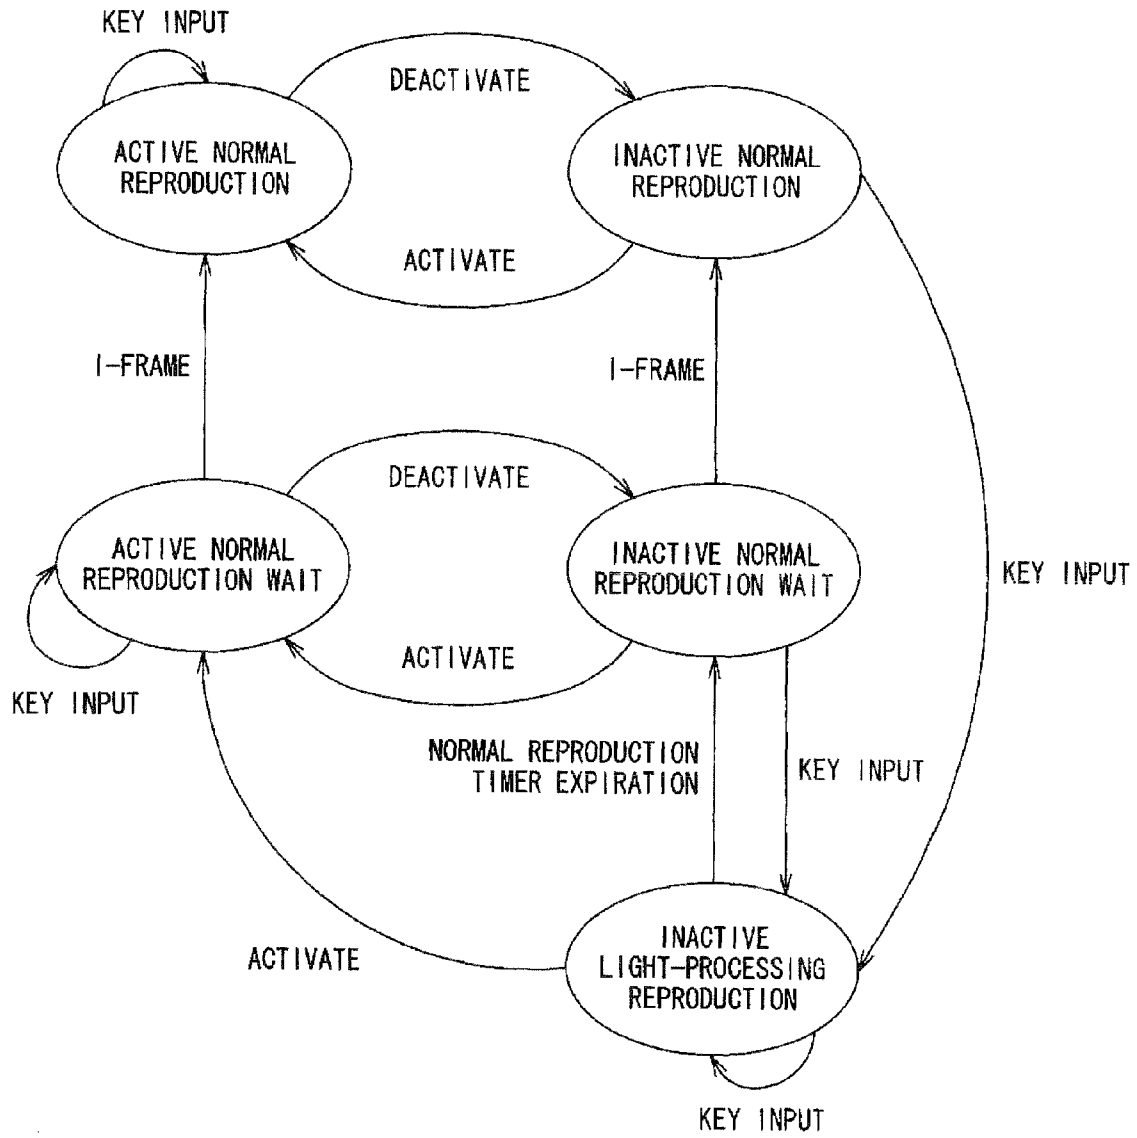 KEY INPUT
DEACTIVATE
ACTIVE NORMAL
REPRODUCTION
INACTIVE NORMAL
REPRODUCTION
ACTIVATE
I-FRAME
I-FRAME
DEACTIVATE
ACTIVE NORMAL
REPRODUCTION WAIT
INACTIVE NORMAL
REPRODUCTION WAIT
KEY INPUT
ACTIVATE
KEY INPUT
NORMAL REPRODUCTION
TIMER EXPIRATION
KEY INPUT
ACTIVATE
INACTIVE
LIGHT-PROCESSING
REPRODUCTION
KEY INPUT